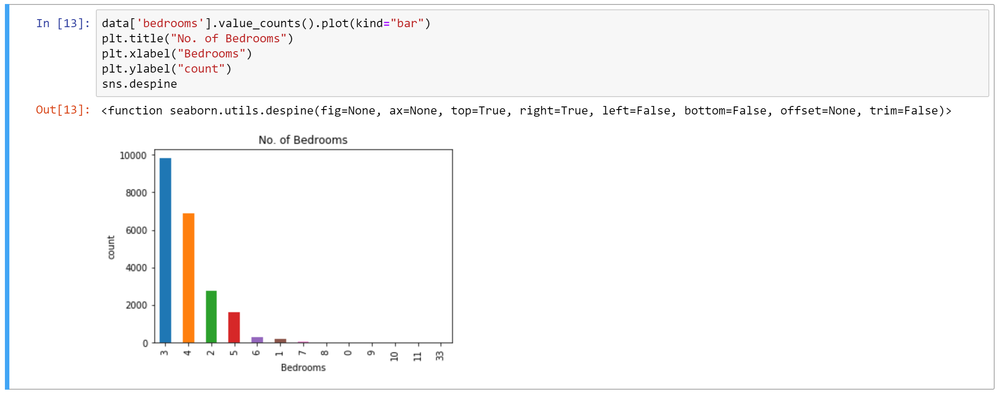 In [13]: data['bedrooms'].value_counts().plot(kind="bar")
plt.title("No. of Bedrooms")
plt.xlabel("Bedrooms")
plt.ylabel("count")
sns.despine
Out[13]: <function seaborn.utils.despine(fig=None, ax=None, top=True, right=True, left=False, bottom=False, offset=None, trim=False)>
No. of Bedrooms
10000
8000
6000
4000
2000
0
count
3 4 2 5 6 1 7 8 0 9 10 11 33
Bedrooms